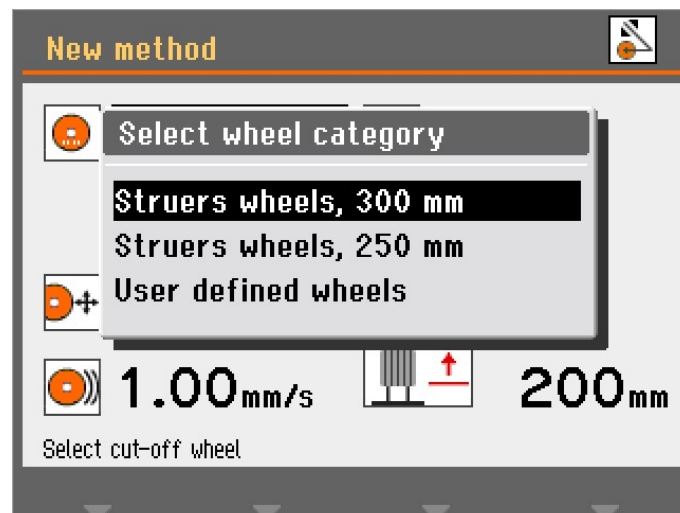 New method
Select wheel category
Struers wheels, 300 mm
Struers wheels, 250 mm
User defined wheels
1.00mm/s
200mm
Select cut-off wheel